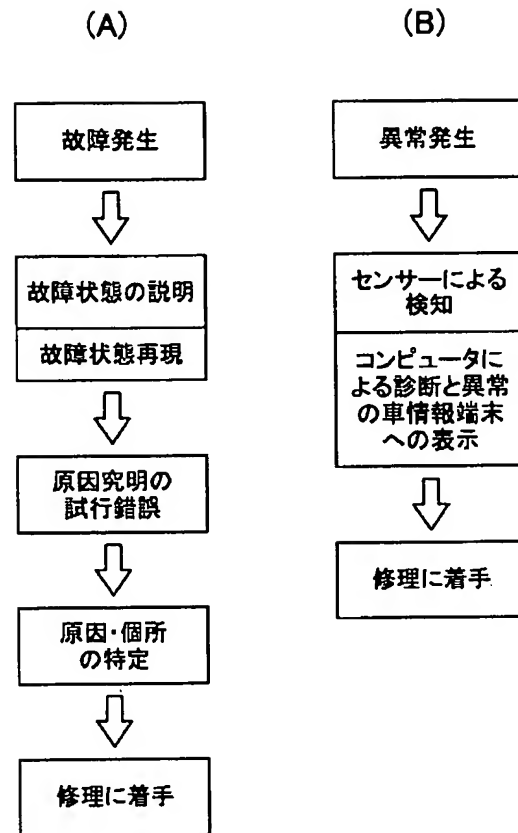 (A)
故障発生
故障状態の説明
故障状態再現
原因究明の
試行錯誤
原因・個所
の特定
修理に着手
(B)
異常発生
センサーによる
検知
コンピュータに
よる診断と異常
の車情報端末
への表示
修理に着手